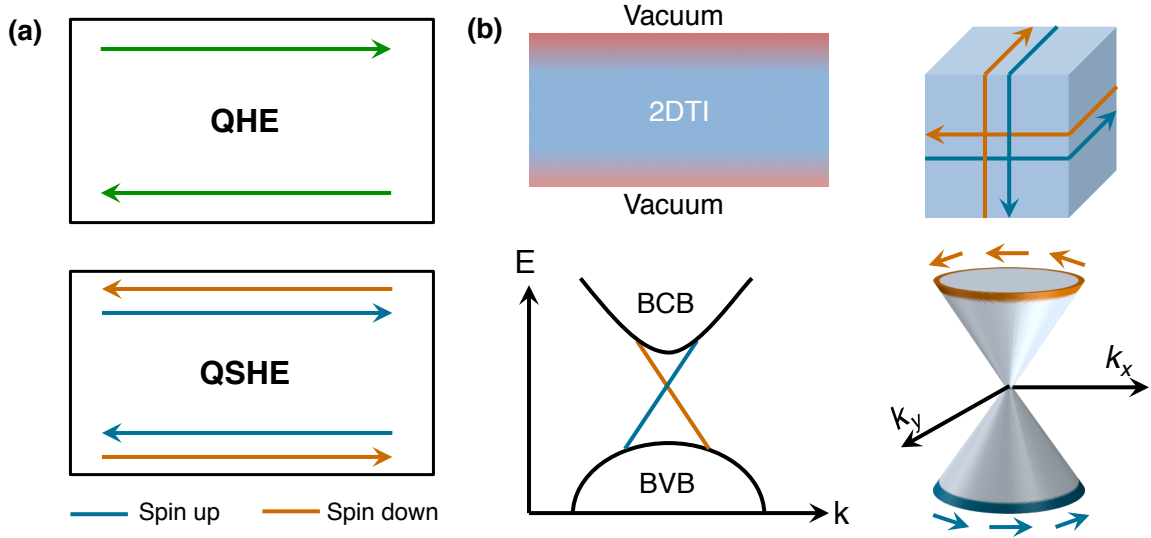 (a)
QHE
QSHE
Spin up
Spin down
(b)
Vacuum
2DTI
Vacuum
E
BCB
BVB
k
k_x
k_y